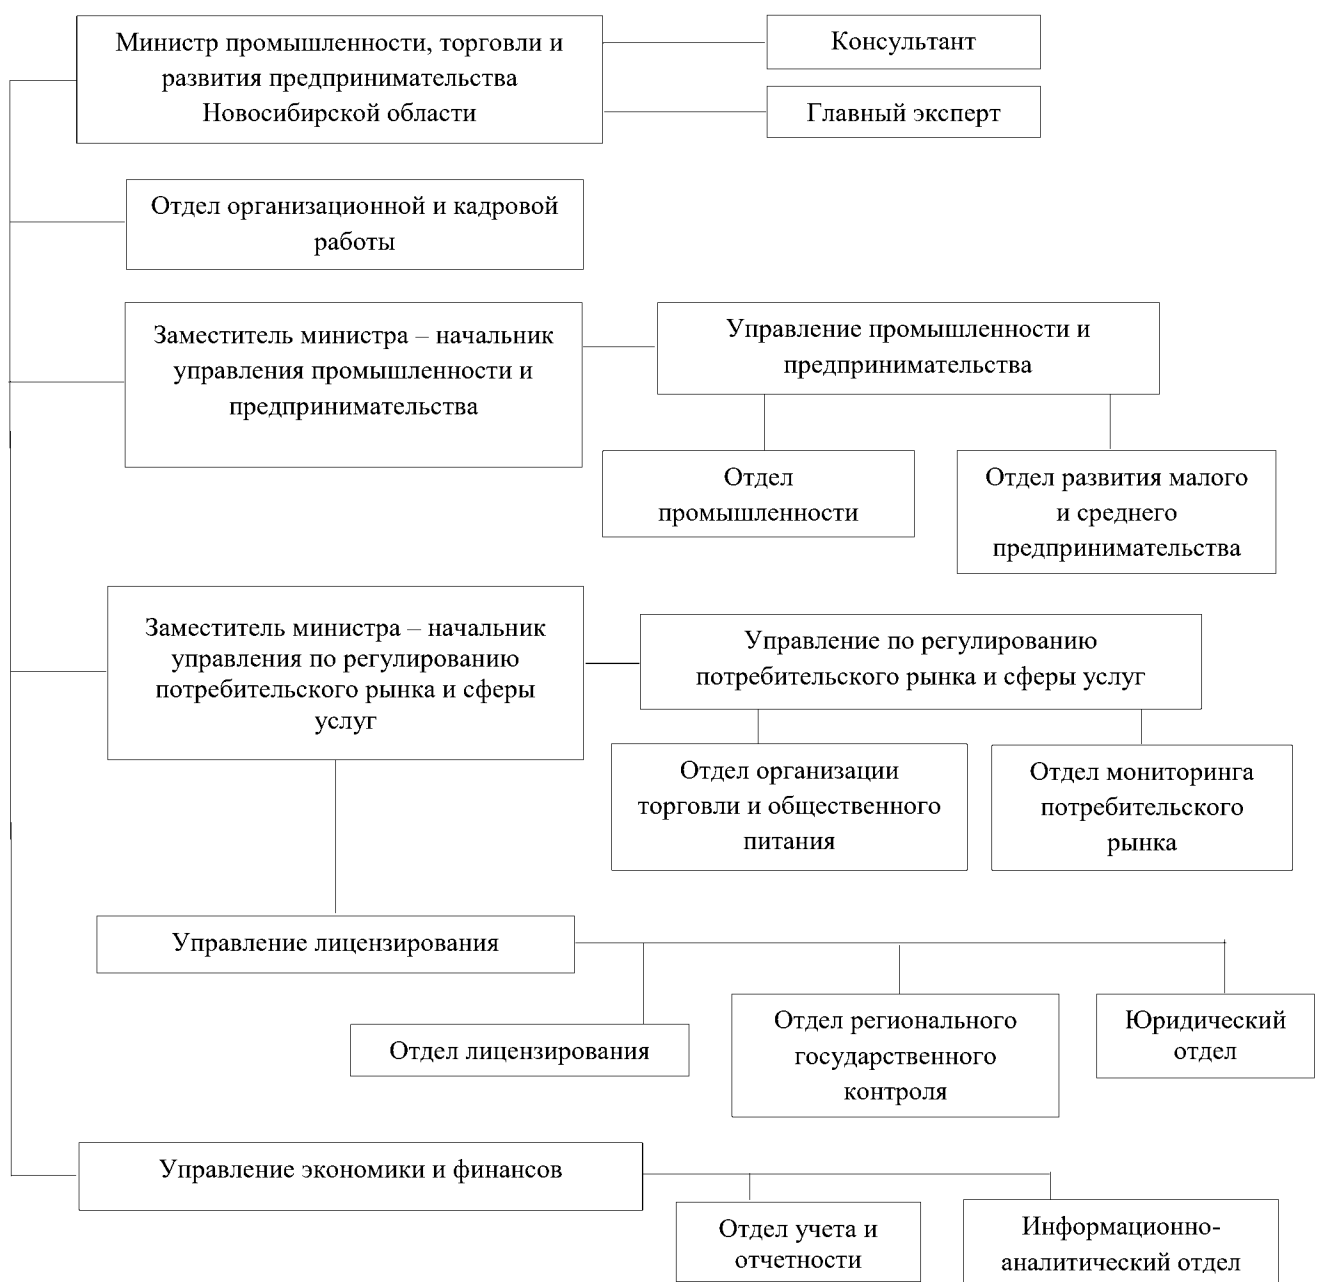 Министр промышленности, торговли и
развития предпринимательства
Новосибирской области
Консультант
Главный эксперт
Отдел организационной и кадровой
работы
Заместитель министра – начальник
управления промышленности и
предпринимательства
Управление промышленности и
предпринимательства
Отдел
промышленности
Отдел развития малого
и среднего
предпринимательства
Заместитель министра – начальник
управления по регулированию
потребительского рынка и сферы
услуг
Управление по регулированию
потребительского рынка и сферы услуг
Отдел организации
торговли и общественного
питания
Отдел мониторинга
потребительского
рынка
Управление лицензирования
Отдел лицензирования
Отдел регионального
государственного
контроля
Юридический
отдел
Управление экономики и финансов
Отдел учета и
отчетности
Информационно-
аналитический отдел